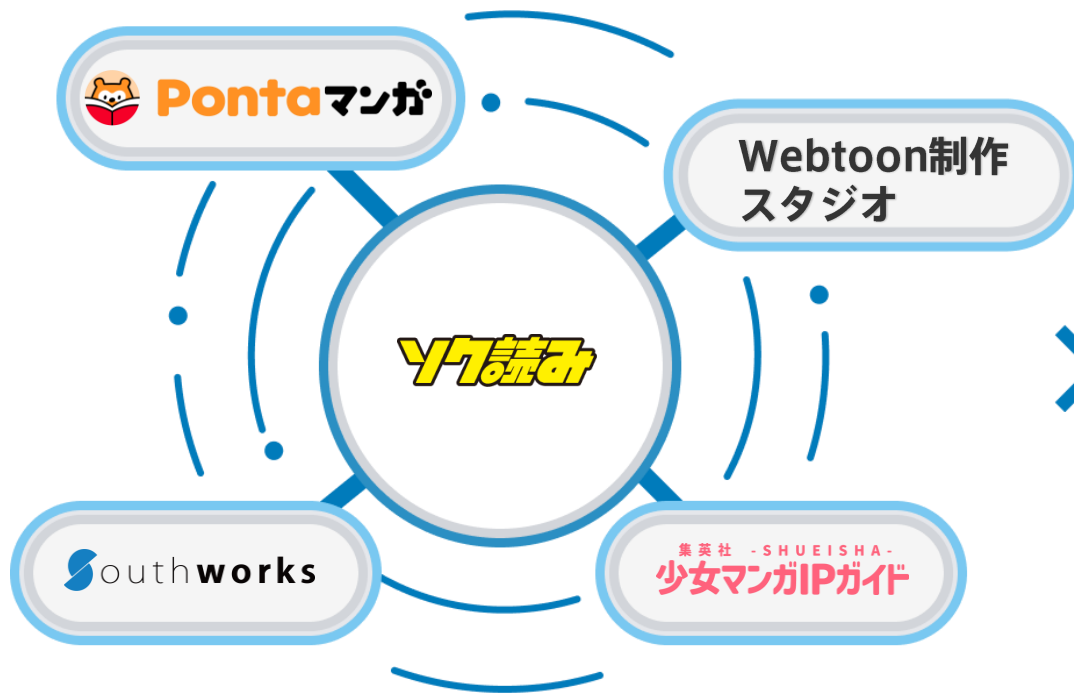 Pontaマンガ
Webtoon制作
スタジオ
ソク読み
Southworks
集英社 -SHUEISHA-
少女マンガIPガイド